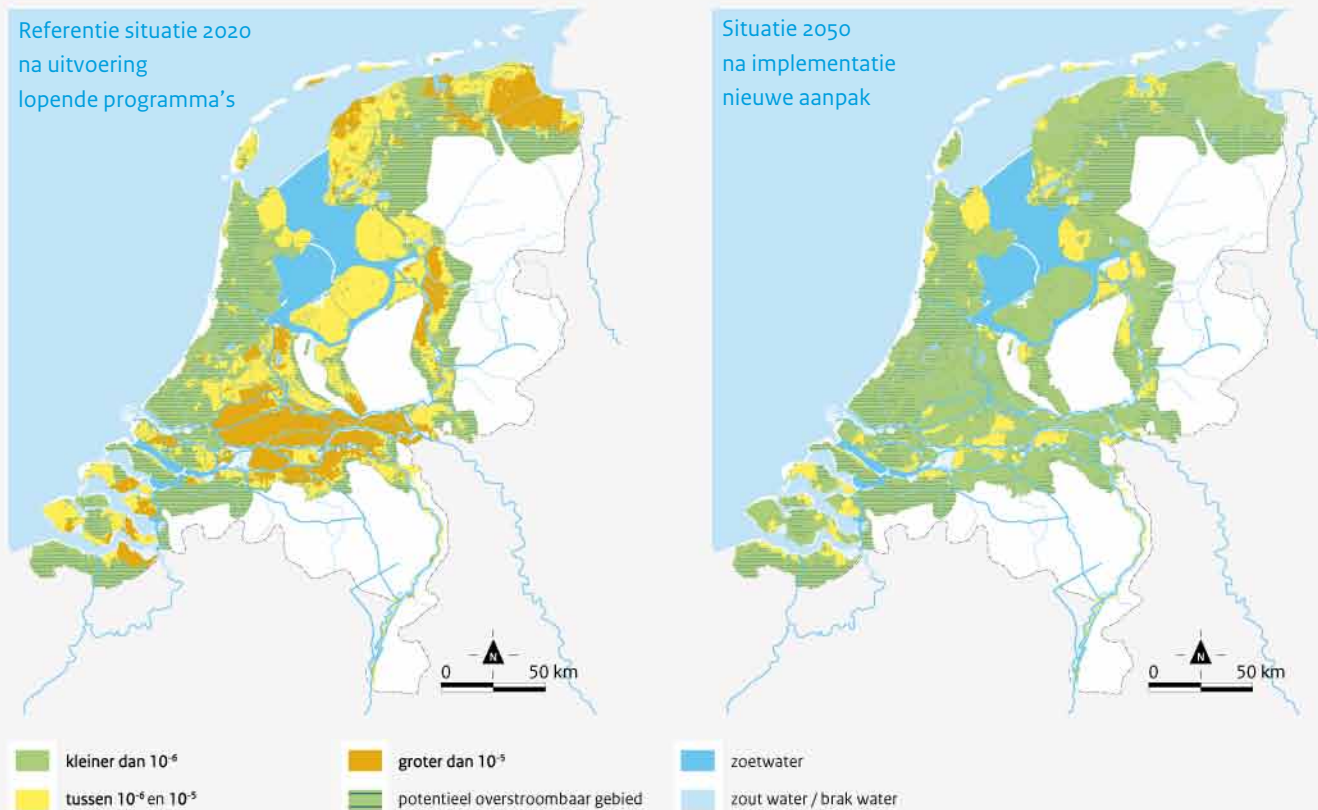 Referentie situatie 2020
na uitvoering
lopende programma's
Situatie 2050
na implementatie
nieuwe aanpak
N
0 50 km
N
0 50 km
kleiner dan 10⁻⁶
groter dan 10⁻⁵
zoetwater
tussen 10⁻⁶ en 10⁻⁵
potentieel overstroombaar gebied
zout water / brak water